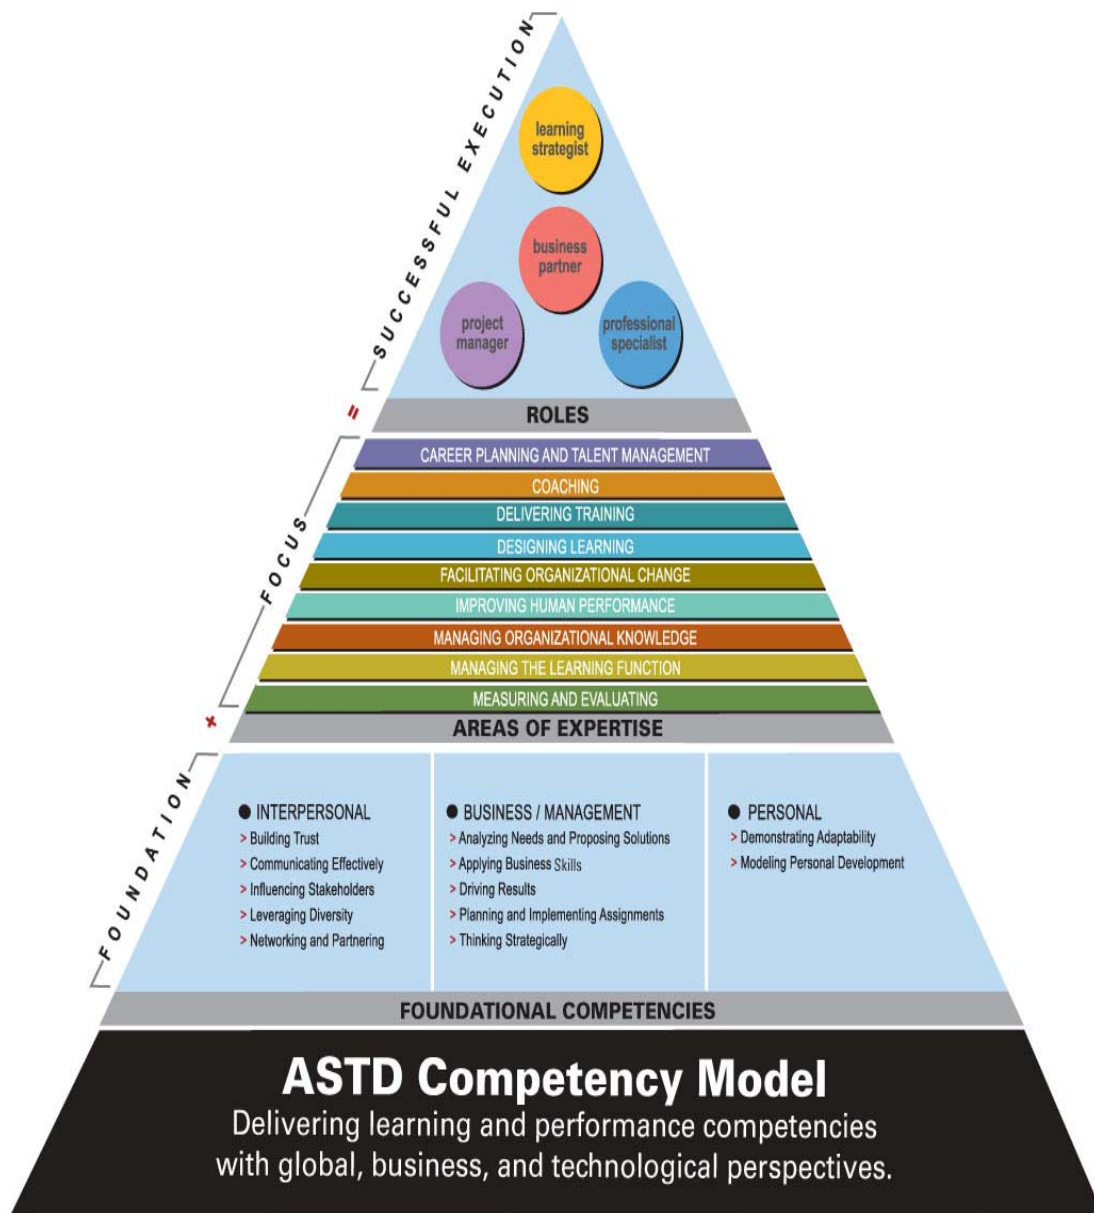 SUCCESSFUL EXECUTION
learning
strategist
business
partner
project
manager
professional
specialist
=
ROLES
FOCUS
CAREER PLANNING AND TALENT MANAGEMENT
COACHING
DELIVERING TRAINING
DESIGNING LEARNING
FACILITATING ORGANIZATIONAL CHANGE
IMPROVING HUMAN PERFORMANCE
MANAGING ORGANIZATIONAL KNOWLEDGE
MANAGING THE LEARNING FUNCTION
MEASURING AND EVALUATING
+
AREAS OF EXPERTISE
FOUNDATION
● INTERPERSONAL
> Building Trust
> Communicating Effectively
> Influencing Stakeholders
> Leveraging Diversity
> Networking and Partnering
● BUSINESS / MANAGEMENT
> Analyzing Needs and Proposing Solutions
> Applying Business Skills
> Driving Results
> Planning and Implementing Assignments
> Thinking Strategically
● PERSONAL
> Demonstrating Adaptability
> Modeling Personal Development
FOUNDATIONAL COMPETENCIES
ASTD Competency Model
Delivering learning and performance competencies
with global, business, and technological perspectives.